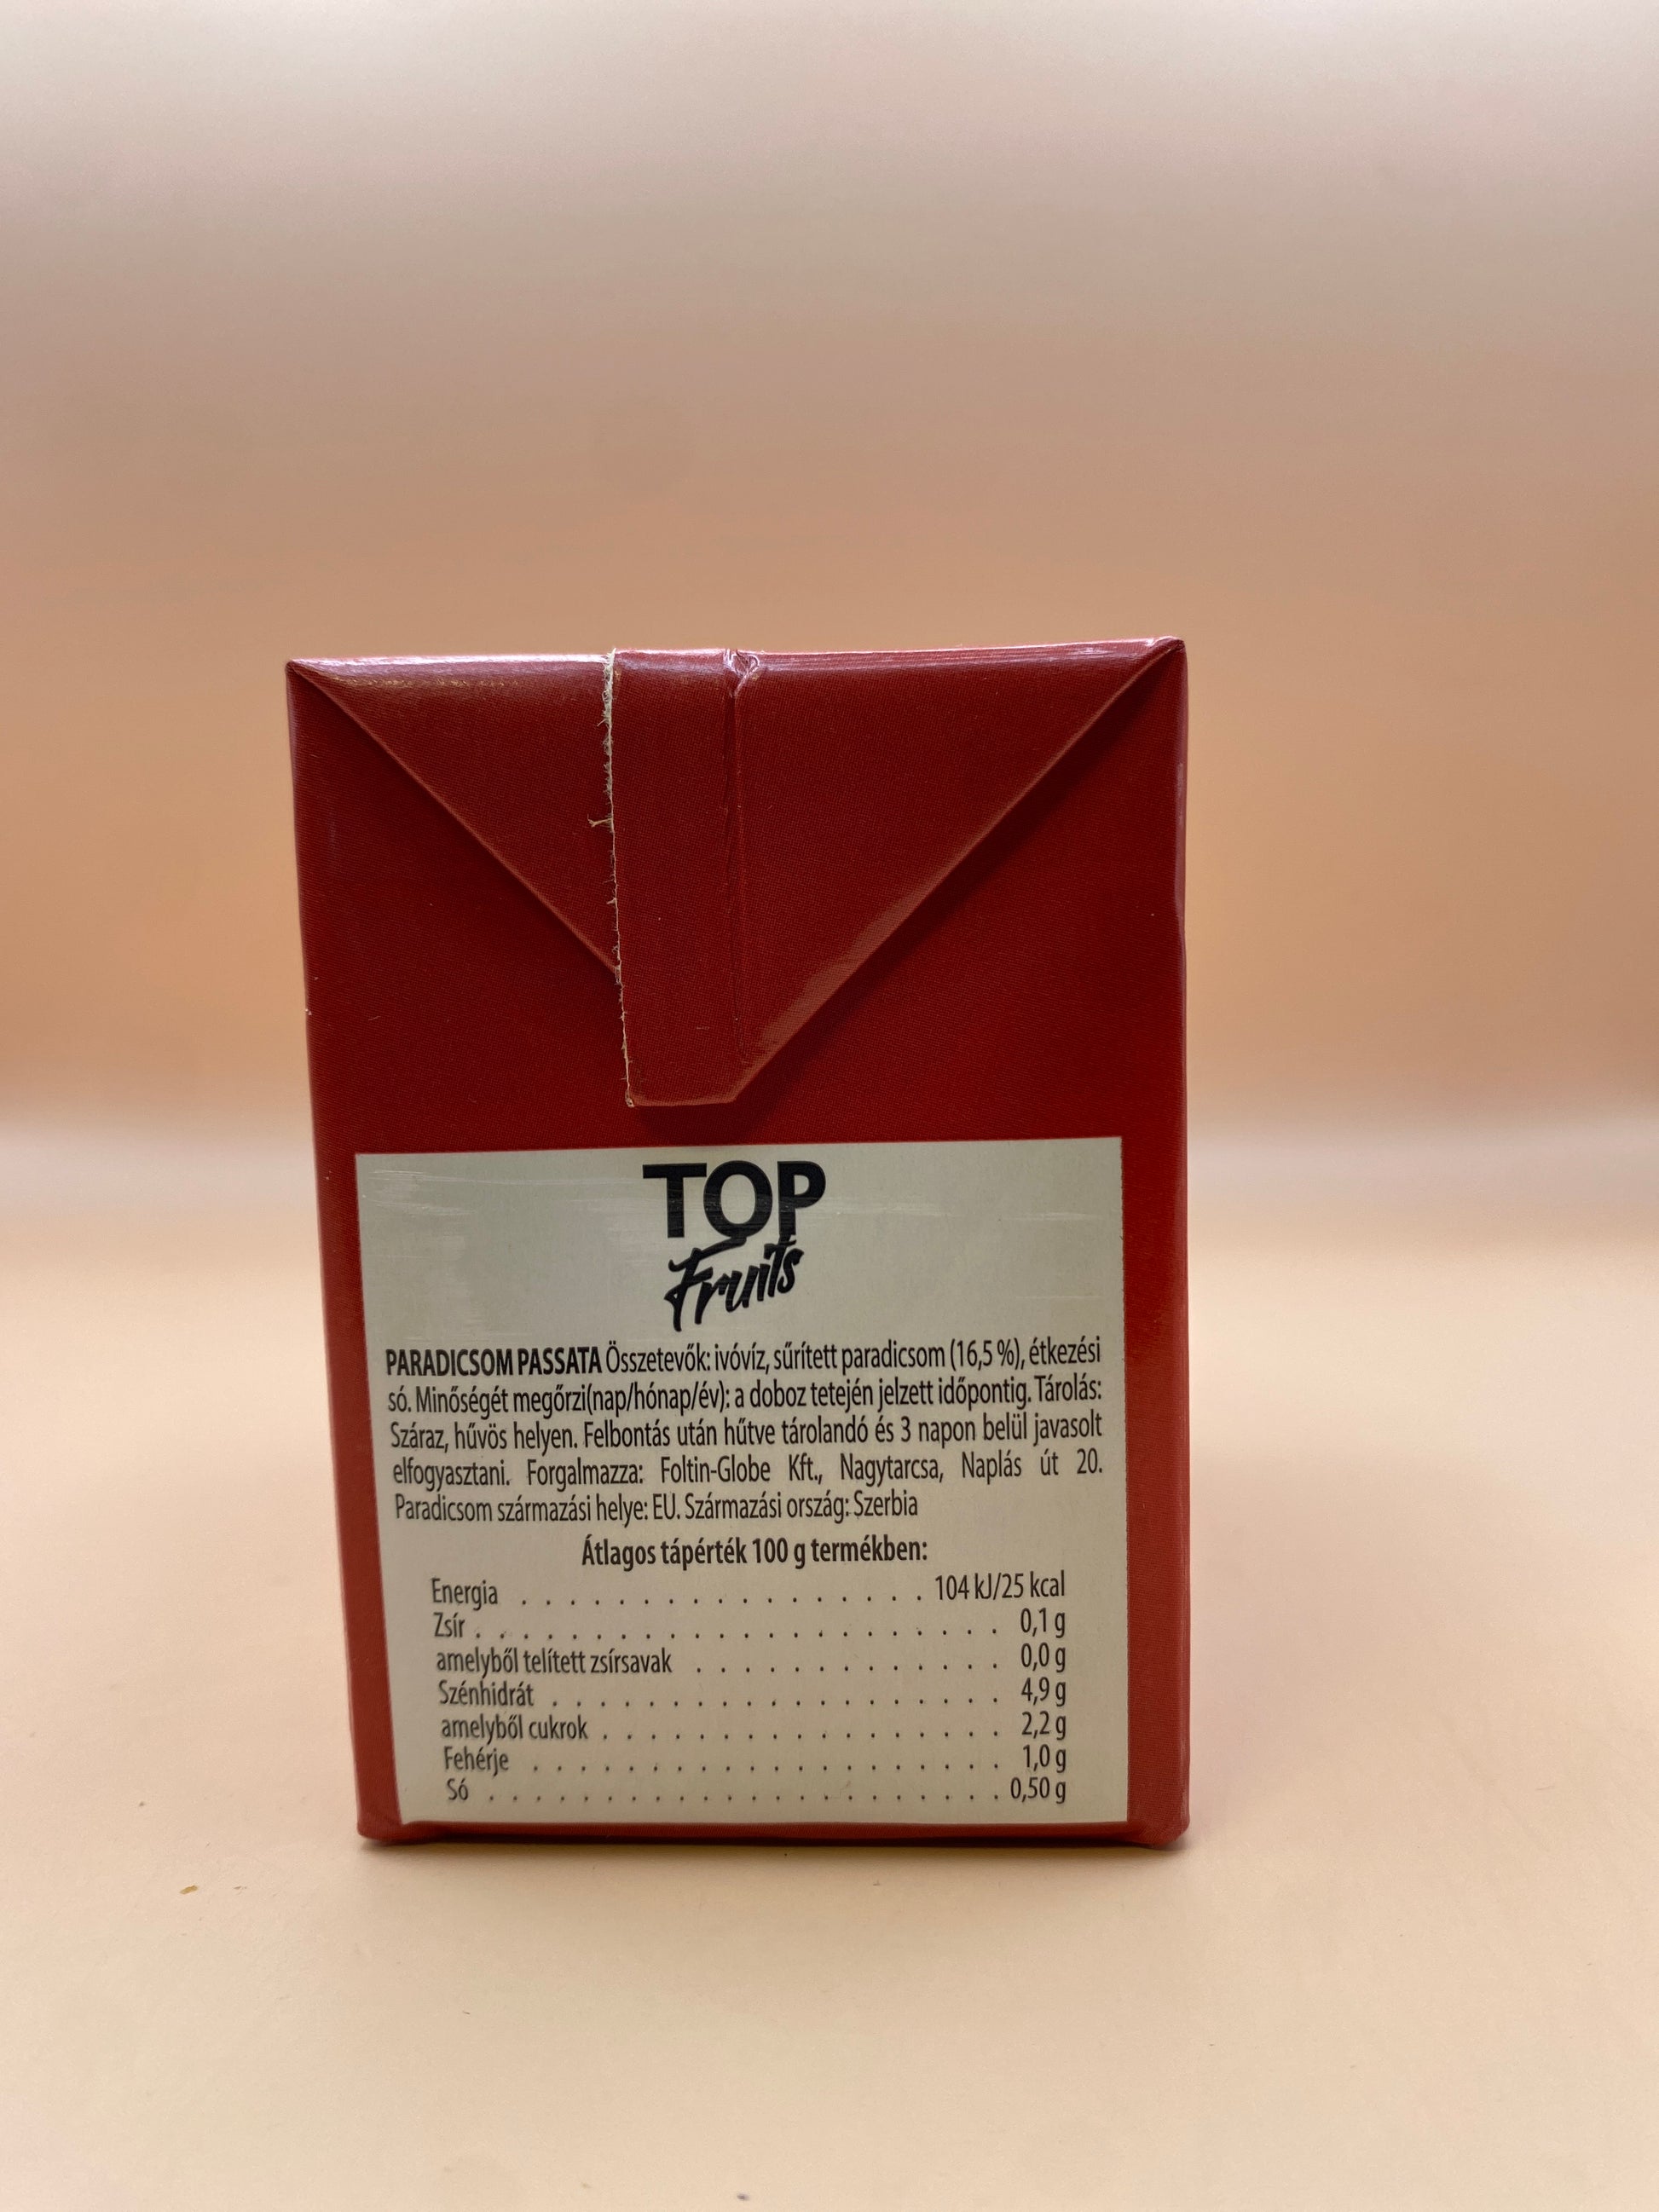 TOP
Fruits
PARADICSOM PASSATA Összetevők: ivóvíz, sűrített paradicsom (16,5 %), étkezési
só. Minőségét megőrzi(nap/hónap/év): a doboz tetején jelzett időpontig. Tárolás:
Száraz, hűvös helyen. Felbontás után hűtve tárolandó és 3 napon belül javasolt
elfogyasztani. Forgalmazza: Foltin-Globe Kft., Nagytarcsa, Naplás út 20.
Paradicsom származási helye: EU. Származási ország: Szerbia
Átlagos tápérték 100 g termékben:
Energia . . . . . . . . . . . . . . . . . 104 kJ/25 kcal
Zsír . . . . . . . . . . . . . . . . . . . . . . 0,1 g
amelyből telített zsírsavak . . . . . . . . . . . . . 0,0 g
Szénhidrát . . . . . . . . . . . . . . . . . . . 4,9 g
amelyből cukrok . . . . . . . . . . . . . . . . . 2,2 g
Fehérje . . . . . . . . . . . . . . . . . . . . 1,0 g
Só . . . . . . . . . . . . . . . . . . . . . . 0,50 g